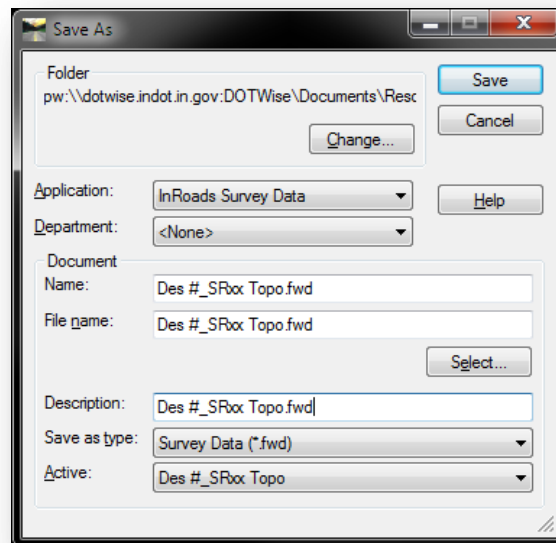 Save As
Folder
pw:\\dotwise.indot.in.gov:DOTWise\Documents\Resc
Change...
Save
Cancel
Application: InRoads Survey Data
Help
Department: <None>
Document
Name: Des #_SRxx Topo.fwd
File name: Des #_SRxx Topo.fwd
Select...
Description: Des #_SRxx Topo.fwd
Save as type: Survey Data (*.fwd)
Active: Des #_SRxx Topo